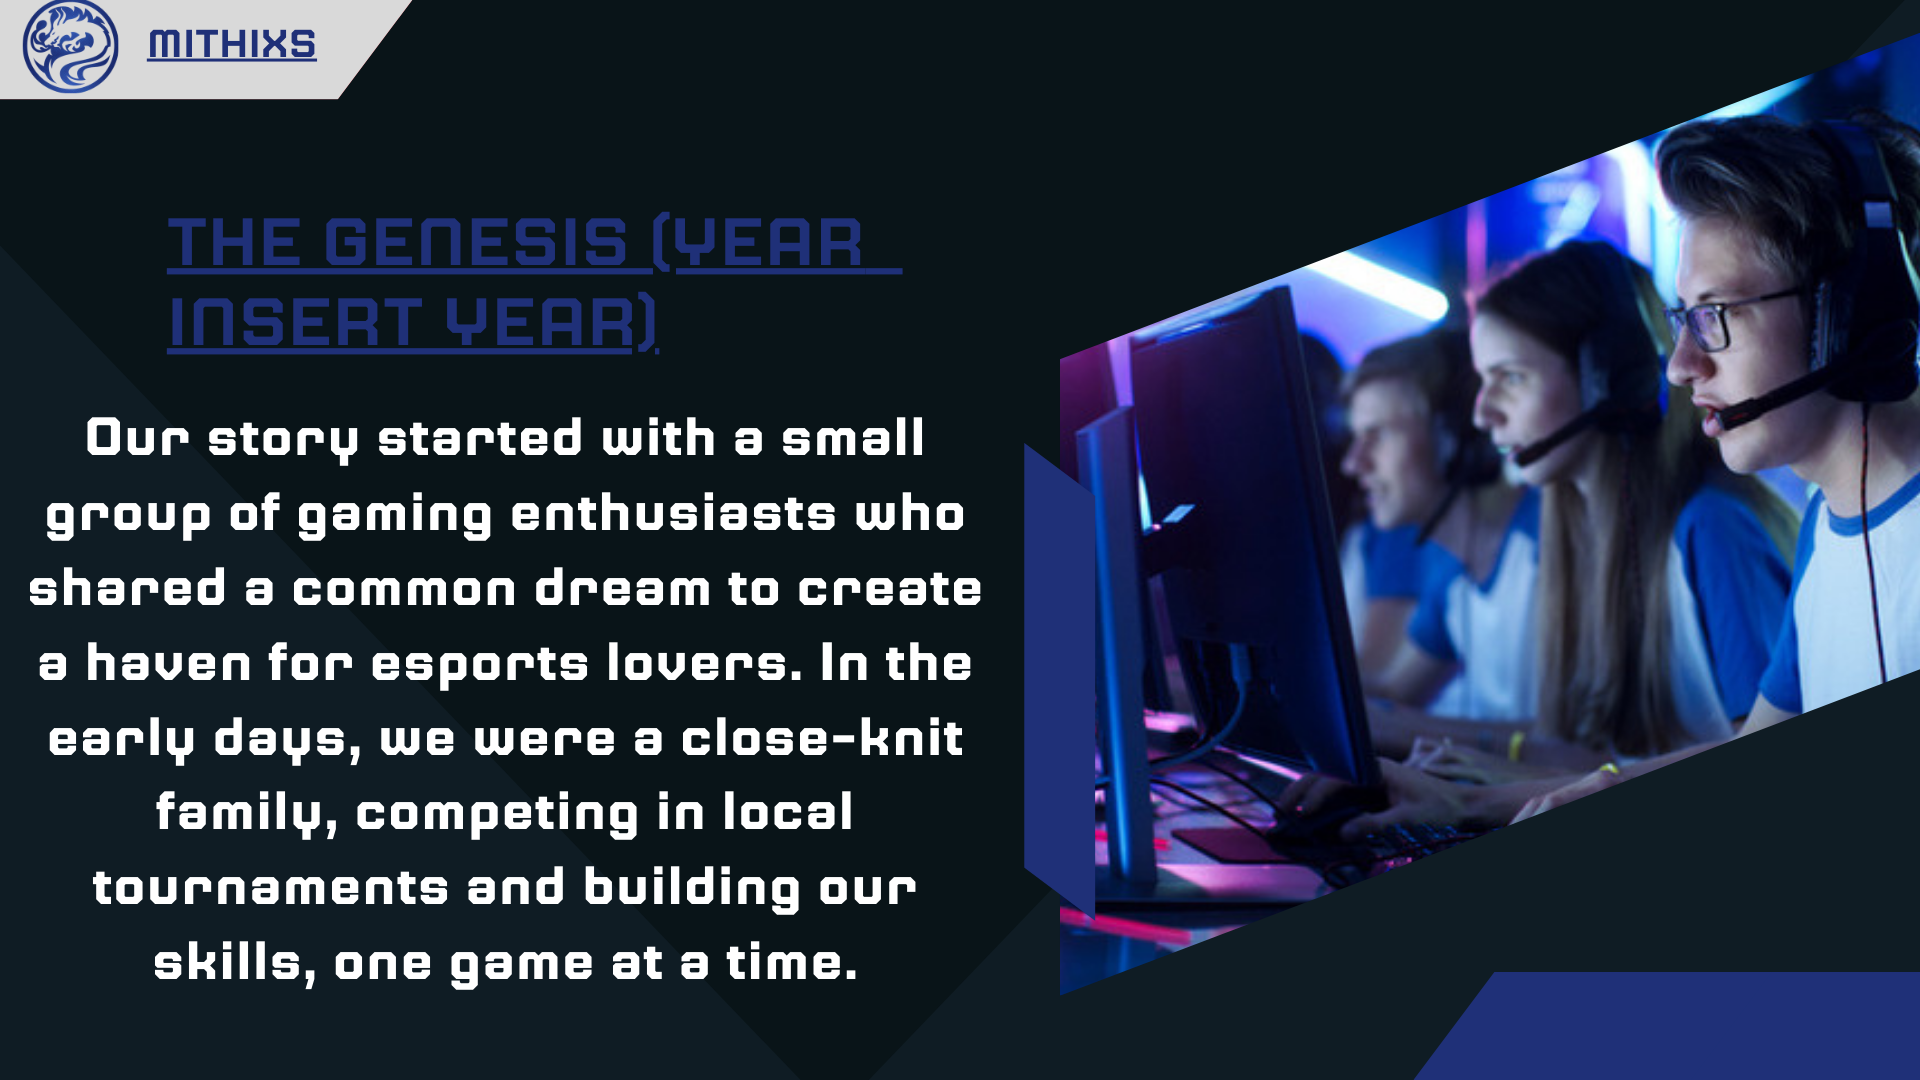 MITHIXS
THE GENESIS (YEAR
INSERT YEAR)
Our story started with a small
group of gaming enthusiasts who
shared a common dream to create
a haven for esports lovers. In the
early days, we were a close-knit
family, competing in local
tournaments and building our
skills, one game at a time.